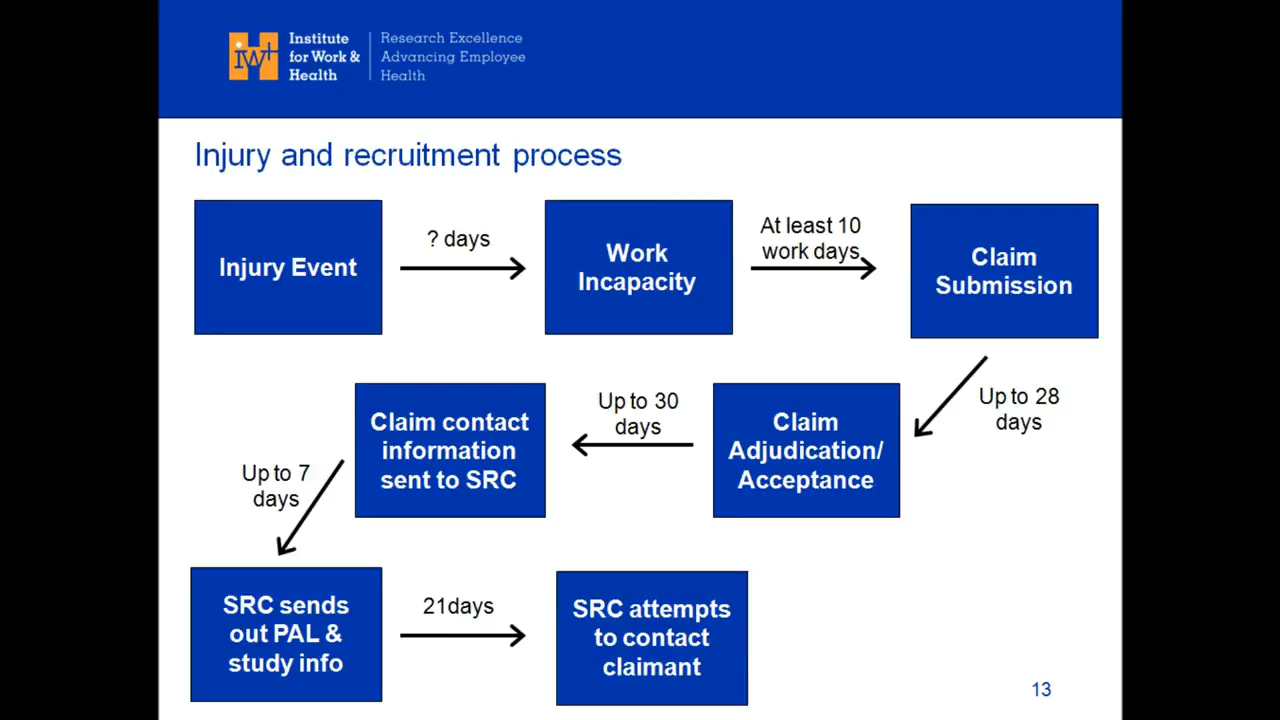 iw+H
Institute
for Work &
Health
Research Excellence
Advancing Employee
Health
Injury and recruitment process
Injury Event
? days
Work
Incapacity
At least 10
work days
Claim
Submission
Up to 28
days
Claim
Adjudication/
Acceptance
Up to 30
days
Claim contact
information
sent to SRC
Up to 7
days
SRC sends
out PAL &
study info
21days
SRC attempts
to contact
claimant
13